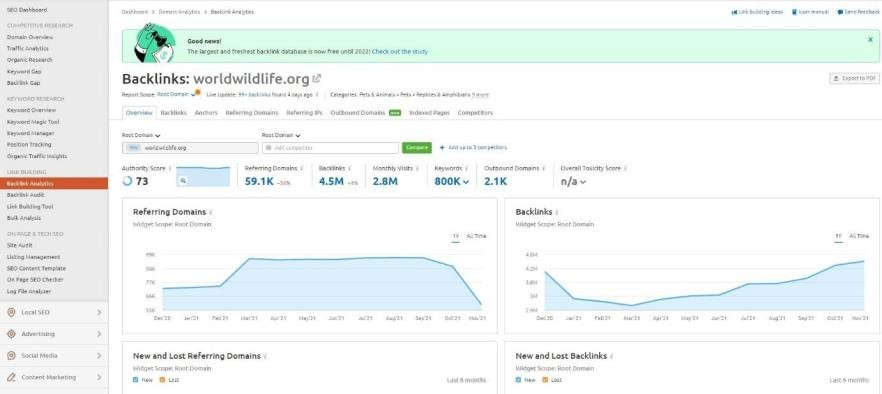 SEO Dashboard
COMPETITIVE RESEARCH
Domain Overview
Traffic Analytics
Organic Research
Keyword Gap
Backlink Gap
KEYWORD RESEARCH
Keyword Overview
Keyword Magic Tool
Keyword Manager
Position Tracking
Organic Traffic Insights
LINK BUILDING
Backlink Analytics
Backlink Audit
Link Building Tool
Bulk Analysis
ON PAGE & TECH SEO
Site Audit
Listing Management
SEO Content Template
On Page SEO Checker
Log File Analyzer
Local SEO
Advertising
Social Media
Content Marketing
Dashboard > Domain Analytics > Backlink Analytics
Link building ideas User manual Send feedback
Good news!
The largest and freshest backlink database is now free until 2022! Check out the study
Backlinks: worldwildlife.org
Export to PDF
Report Scope: Root Domain Live Update: 99+ backlinks found 4 days ago i Categories: Pets & Animals » Pets » Reptiles & Amphibians 9 more
Overview Backlinks Anchors Referring Domains Referring IPs Outbound Domains new Indexed Pages Competitors
Root Domain Root Domain
You worldwildlife.org Add competitor Compare + Add up to 3 competitors
Authority Score i Referring Domains i Backlinks i Monthly Visits i Keywords i Outbound Domains i Overall Toxicity Score i
73 59.1K 4.5M +4% 2.8M 800K 2.1K n/a
Referring Domains i
Widget Scope: Root Domain
1Y All Time
99K
88K
77K
66K
55K
Dec'20 Jan'21 Feb'21 Mar'21 Apr'21 May'21 Jun'21 Jul'21 Aug'21 Sep'21 Oct'21 Nov'21
Backlinks i
Widget Scope: Root Domain
1Y All Time
4.8M
4.2M
3.6M
3M
2.4M
Dec'20 Jan'21 Feb'21 Mar'21 Apr'21 May'21 Jun'21 Jul'21 Aug'21 Sep'21 Oct'21 Nov'21
New and Lost Referring Domains i
Widget Scope: Root Domain
New Lost Last 6 months
New and Lost Backlinks i
Widget Scope: Root Domain
New Lost Last 6 months